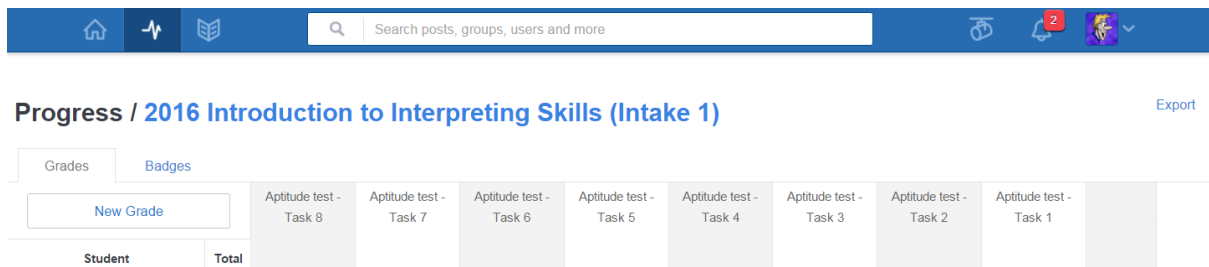 Search posts, groups, users and more
2
Progress / 2016 Introduction to Interpreting Skills (Intake 1)
Export
Grades
Badges
New Grade
Aptitude test -
Task 8
Aptitude test -
Task 7
Aptitude test -
Task 6
Aptitude test -
Task 5
Aptitude test -
Task 4
Aptitude test -
Task 3
Aptitude test -
Task 2
Aptitude test -
Task 1
Student
Total